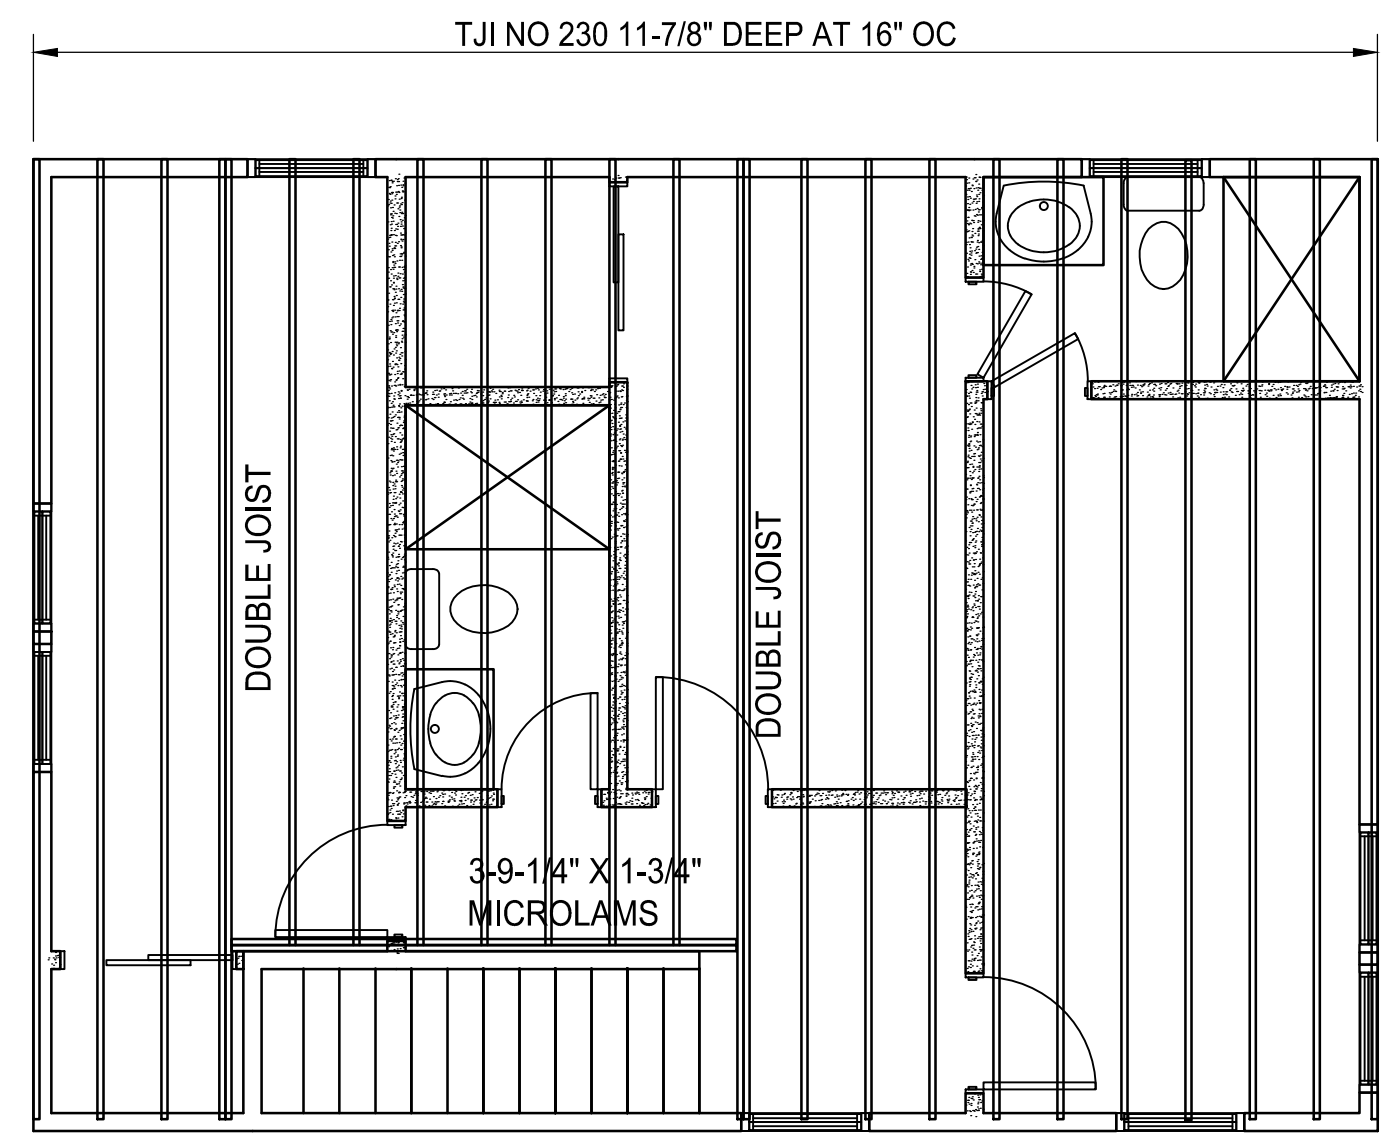 TJI NO 230 11-7/8" DEEP AT 16" OC
DOUBLE JOIST
DOUBLE JOIST
3-9-1/4" X 1-3/4"
MICROLAMS